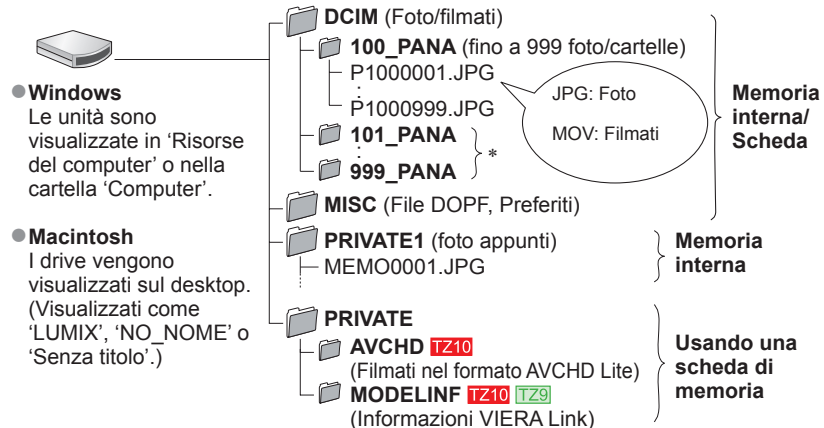 DCIM (Foto/filmati)
100_PANA (fino a 999 foto/cartelle)
P1000001.JPG
P1000999.JPG
101_PANA
999_PANA
*
JPG: Foto
MOV: Filmati
Memoria
interna/
Scheda
MISC (File DOPF, Preferiti)
PRIVATE1 (foto appunti)
MEMO0001.JPG
Memoria
interna
PRIVATE
AVCHD TZ10
(Filmati nel formato AVCHD Lite)
MODELINF TZ10 TZ9
(Informazioni VIERA Link)
Usando una
scheda di
memoria
●Windows
Le unità sono
visualizzate in ‘Risorse
del computer’ o nella
cartella ‘Computer’.
●Macintosh
I drive vengono
visualizzati sul desktop.
(Visualizzati come
‘LUMIX’, ‘NO_NOME’ o
‘Senza titolo’.)